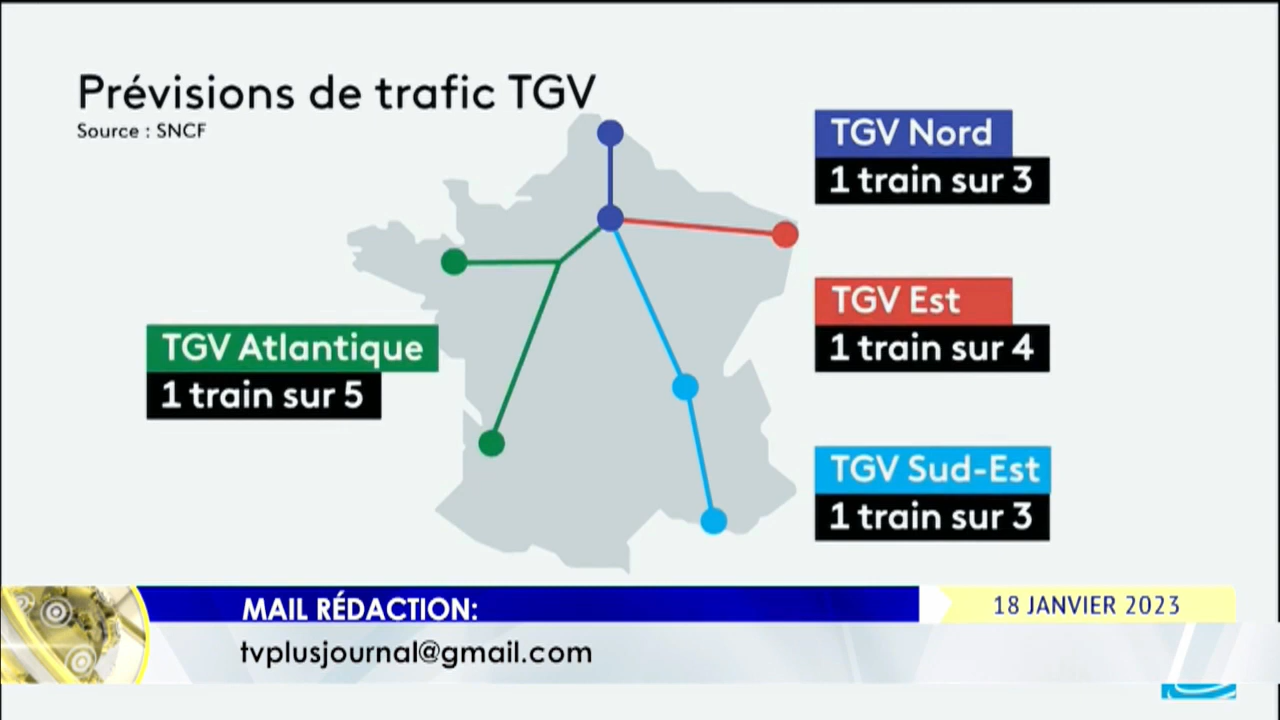 Prévisions de trafic TGV
Source : SNCF
TGV Nord
1 train sur 3
TGV Est
1 train sur 4
TGV Atlantique
1 train sur 5
TGV Sud-Est
1 train sur 3
MAIL RÉDACTION:
18 JANVIER 2023
tvplusjournal@gmail.com